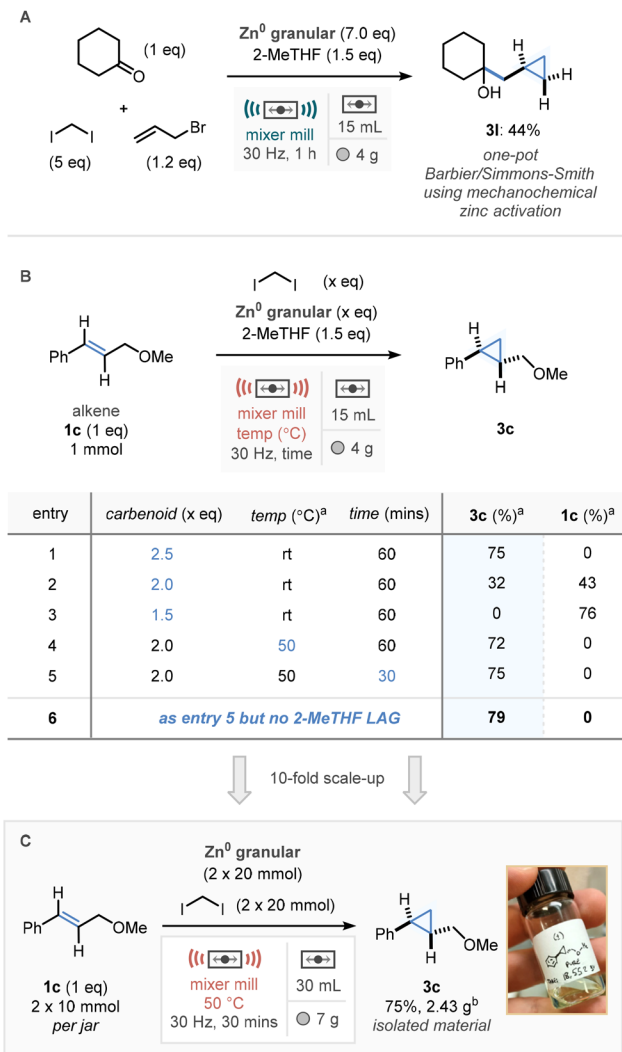 A
(1 eq)
O
+
I I
(5 eq)
Br
(1.2 eq)
Zn⁰ granular (7.0 eq)
2-MeTHF (1.5 eq)
mixer mill
30 Hz, 1 h
15 mL
4 g
H
H
H
OH
3l: 44%
one-pot
Barbier/Simmons-Smith
using mechanochemical
zinc activation
B
H
Ph
H
OMe
alkene
1c (1 eq)
1 mmol
I I (x eq)
Zn⁰ granular (x eq)
2-MeTHF (1.5 eq)
mixer mill
temp (°C)
30 Hz, time
15 mL
4 g
H
Ph
H
OMe
3c
entry carbenoid (x eq) temp (°C)ᵃ time (mins) 3c (%)ᵃ 1c (%)ᵃ
1 2.5 rt 60 75 0
2 2.0 rt 60 32 43
3 1.5 rt 60 0 76
4 2.0 50 60 72 0
5 2.0 50 30 75 0
6 as entry 5 but no 2-MeTHF LAG 79 0
10-fold scale-up
C
H
Ph
H
OMe
1c (1 eq)
2 x 10 mmol
per jar
Zn⁰ granular
(2 x 20 mmol)
I I (2 x 20 mmol)
mixer mill
50 °C
30 Hz, 30 mins
30 mL
7 g
H
Ph
H
OMe
3c
75%, 2.43 gᵇ
isolated material
pure